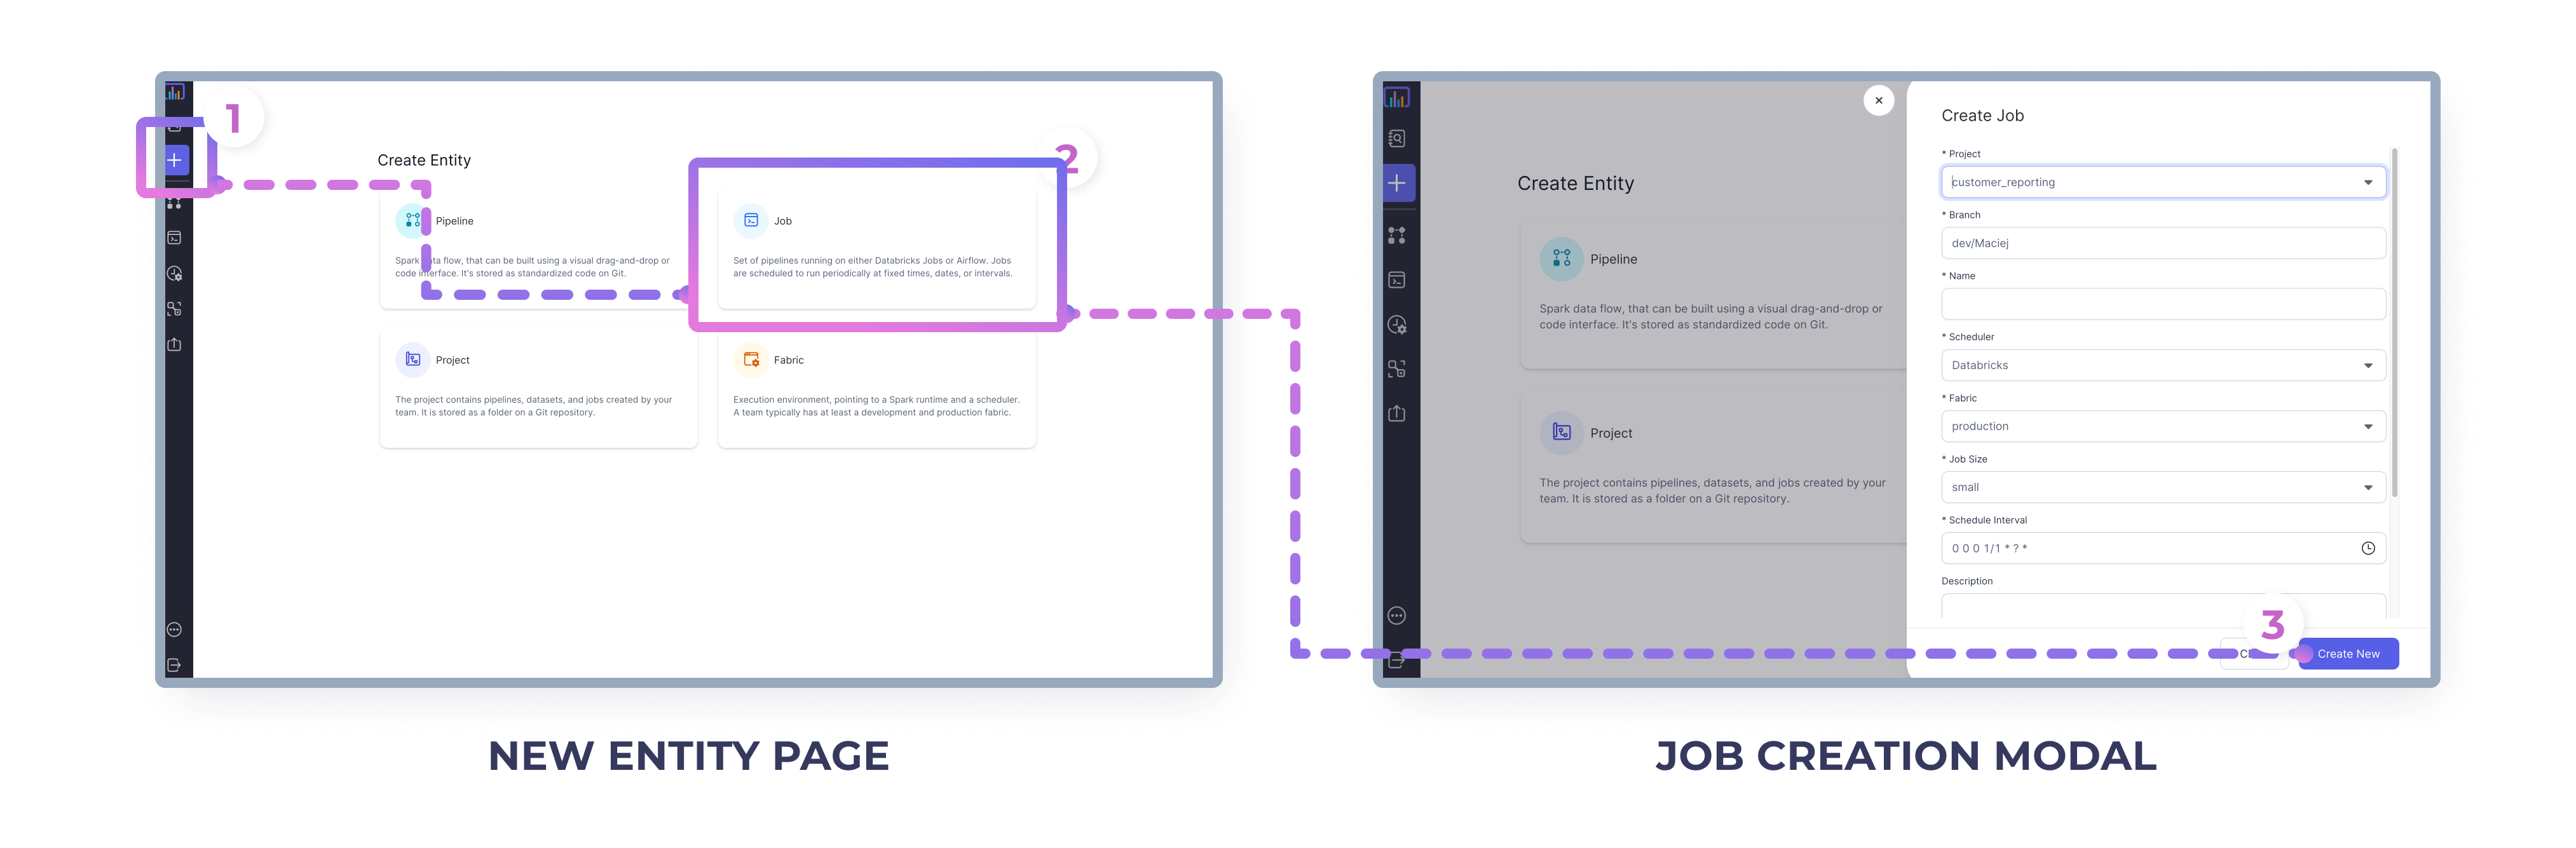 1
Create Entity
2
Pipeline
Spark data flow, that can be built using a visual drag-and-drop or
code interface. It's stored as standardized code on Git.
Job
Set of pipelines running on either Databricks Jobs or Airflow. Jobs
are scheduled to run periodically at fixed times, dates, or intervals.
Project
The project contains pipelines, datasets, and jobs created by your
team. It is stored as a folder on a Git repository.
Fabric
Execution environment, pointing to a Spark runtime and a scheduler.
A team typically has at least a development and production fabric.
NEW ENTITY PAGE
Create Entity
Pipeline
Spark data flow, that can be built using a visual drag-and-drop or
code interface. It's stored as standardized code on Git.
Project
The project contains pipelines, datasets, and jobs created by your
team. It is stored as a folder on a Git repository.
Create Job
* Project
customer_reporting
* Branch
dev/Maciej
* Name
* Scheduler
Databricks
* Fabric
production
* Job Size
small
* Schedule Interval
0 0 0 1/1 * ? *
Description
3
Create New
JOB CREATION MODAL